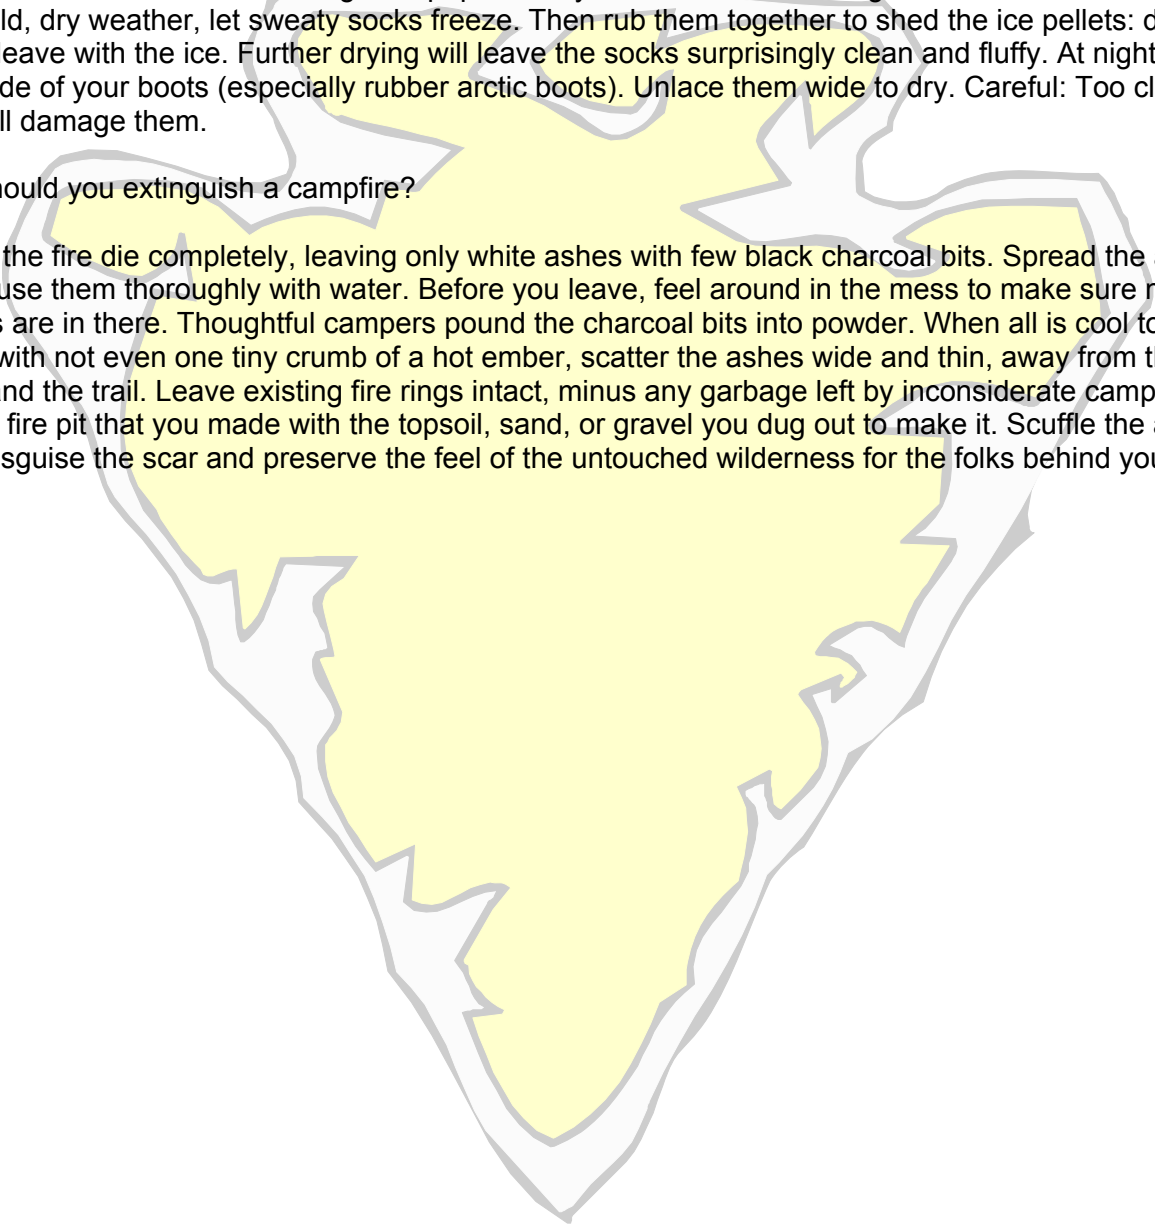 ld, dry weather, let sweaty socks freeze. Then rub them together to shed the ice pellets: d
leave with the ice. Further drying will leave the socks surprisingly clean and fluffy. At night
de of your boots (especially rubber arctic boots). Unlace them wide to dry. Careful: Too cl
ll damage them.
hould you extinguish a campfire?
the fire die completely, leaving only white ashes with few black charcoal bits. Spread the
use them thoroughly with water. Before you leave, feel around in the mess to make sure
s are in there. Thoughtful campers pound the charcoal bits into powder. When all is cool to
with not even one tiny crumb of a hot ember, scatter the ashes wide and thin, away from th
and the trail. Leave existing fire rings intact, minus any garbage left by inconsiderate camp
fire pit that you made with the topsoil, sand, or gravel you dug out to make it. Scuffle the a
sguise the scar and preserve the feel of the untouched wilderness for the folks behind you